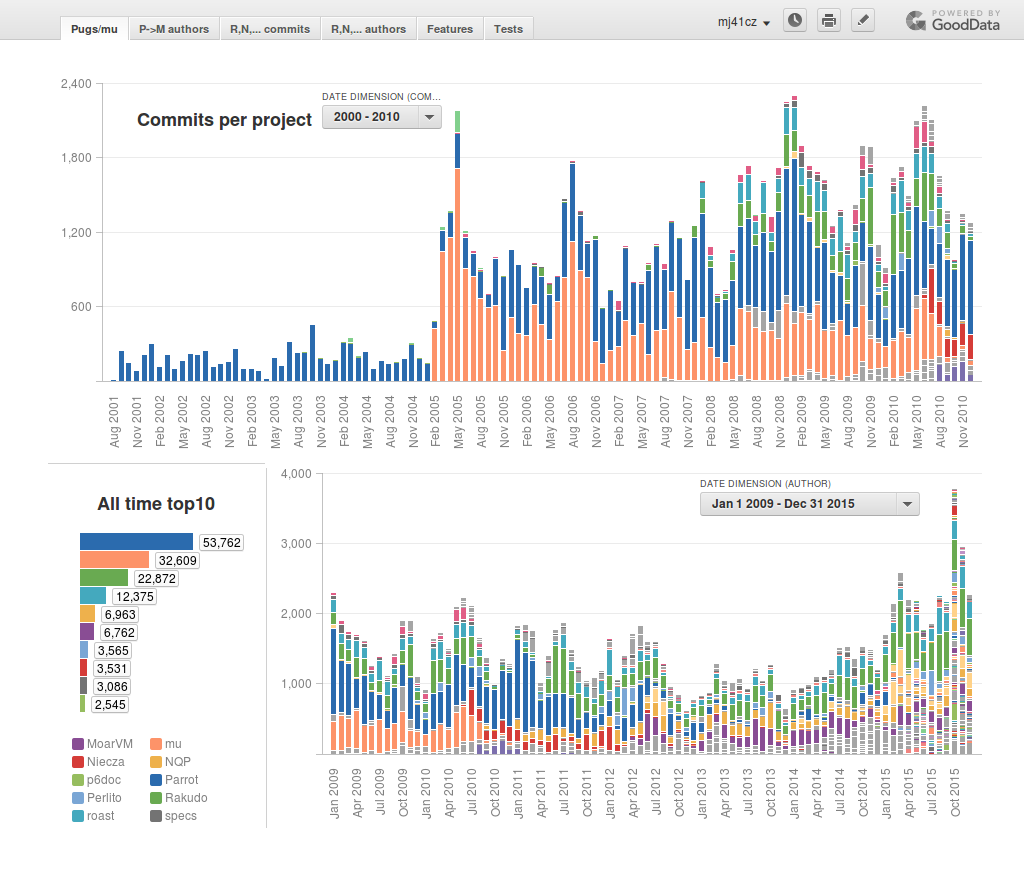 Pugs/mu P->M authors R,N,... commits R,N,... authors Features Tests
mj41cz
POWERED BY
GoodData
Commits per project
DATE DIMENSION (COM...
2000 - 2010
2,400
1,800
1,200
600
Aug 2001 Nov 2001 Feb 2002 May 2002 Aug 2002 Nov 2002 Feb 2003 May 2003 Aug 2003 Nov 2003 Feb 2004 May 2004 Aug 2004 Nov 2004 Feb 2005 May 2005 Aug 2005 Nov 2005 Feb 2006 May 2006 Aug 2006 Nov 2006 Feb 2007 May 2007 Aug 2007 Nov 2007 Feb 2008 May 2008 Aug 2008 Nov 2008 Feb 2009 May 2009 Aug 2009 Nov 2009 Feb 2010 May 2010 Aug 2010 Nov 2010
All time top10
53,762
32,609
22,872
12,375
6,963
6,762
3,565
3,531
3,086
2,545
MoarVM mu
Niecza NQP
p6doc Parrot
Perlito Rakudo
roast specs
DATE DIMENSION (AUTHOR)
Jan 1 2009 - Dec 31 2015
4,000
3,000
2,000
1,000
Jan 2009 Apr 2009 Jul 2009 Oct 2009 Jan 2010 Apr 2010 Jul 2010 Oct 2010 Jan 2011 Apr 2011 Jul 2011 Oct 2011 Jan 2012 Apr 2012 Jul 2012 Oct 2012 Jan 2013 Apr 2013 Jul 2013 Oct 2013 Jan 2014 Apr 2014 Jul 2014 Oct 2014 Jan 2015 Apr 2015 Jul 2015 Oct 2015